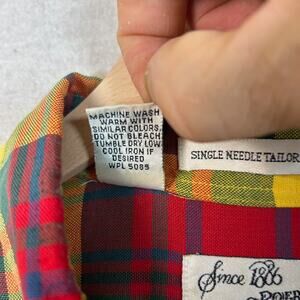 MACHINE WASH
WARM WITH
SIMILAR COLORS.
DO NOT BLEACH.
TUMBLE DRY LOW
COOL IRON IF
DESIRED
WPL 5085
SINGLE NEEDLE TAILOR
Since 1886